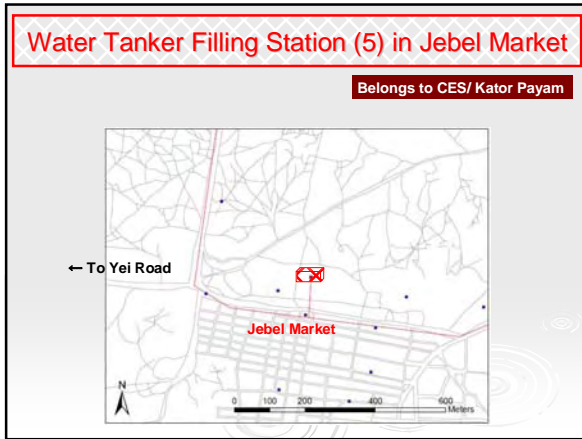 Water Tanker Filling Station (5) in Jebel Market
Belongs to CES/ Kator Payam
← To Yei Road
Jebel Market
N
0 100 200 400 600
Meters